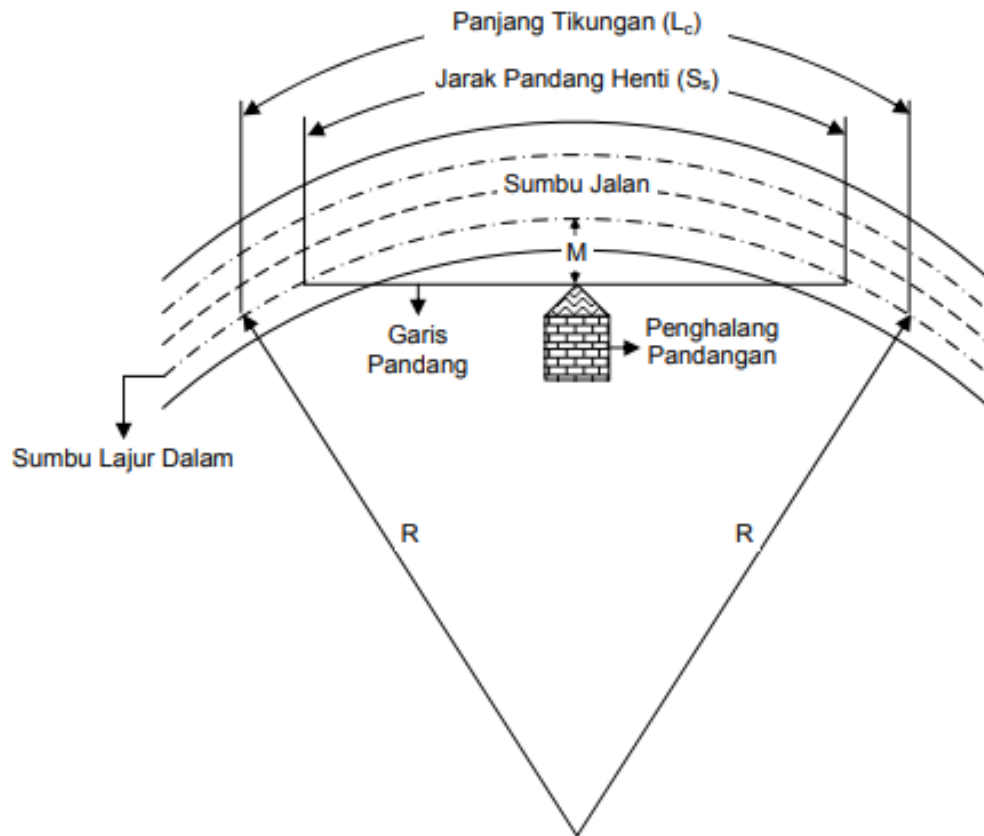 Panjang Tikungan (Lc)
Jarak Pandang Henti (Ss)
Sumbu Jalan
M
Garis
Pandang
Penghalang
Pandangan
Sumbu Lajur Dalam
R
R